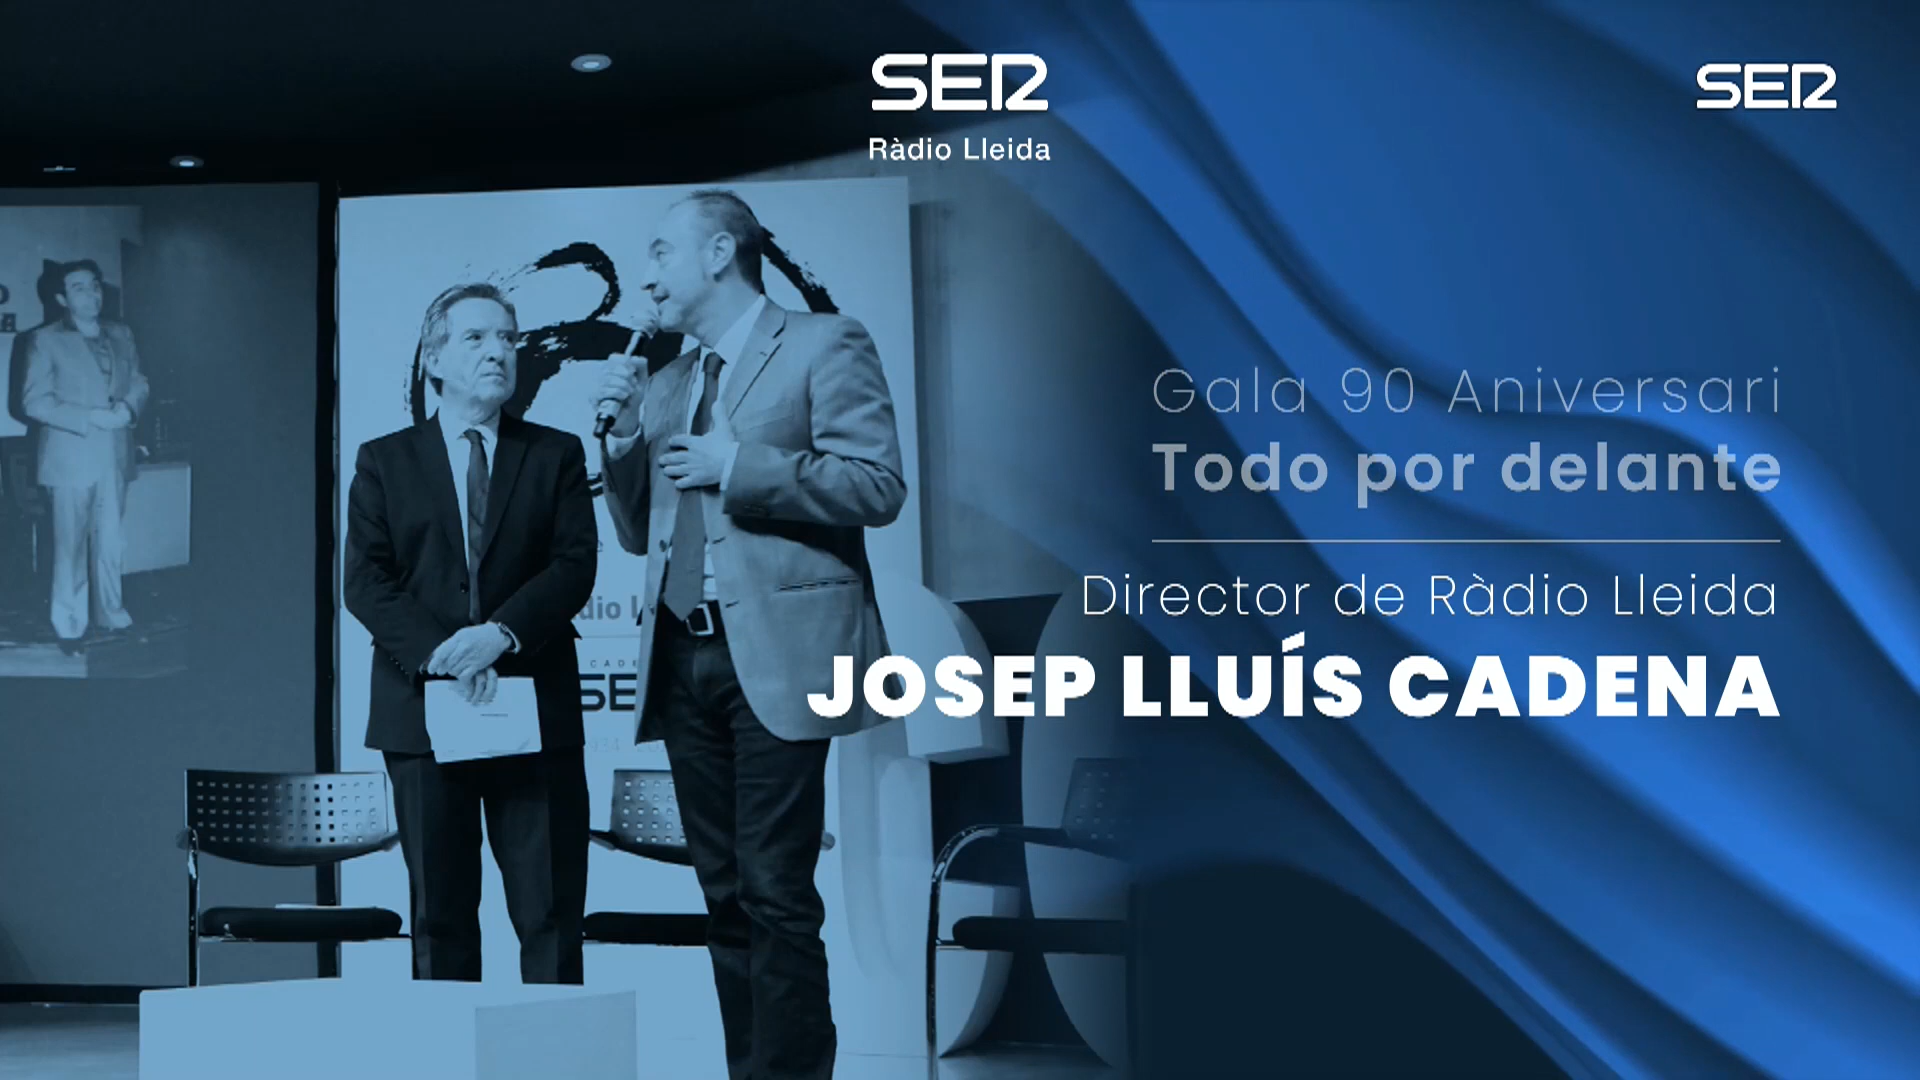 SER
Ràdio Lleida
SER
Gala 90 Aniversari
Todo por delante
Director de Ràdio Lleida
JOSEP LLUÍS CADENA